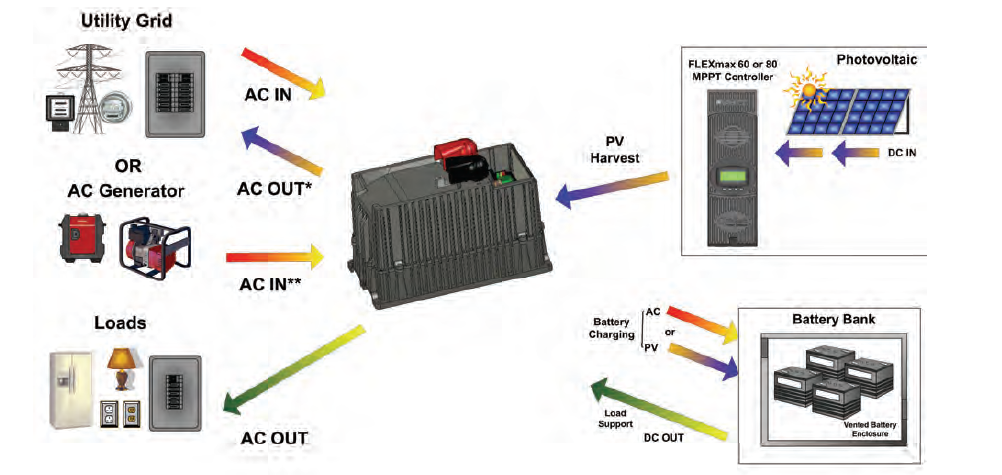 Utility Grid
AC IN
AC OUT*
OR
AC Generator
AC IN**
Loads
AC OUT
PV
Harvest
FLEXmax 60 or 80
MPPT Controller
Photovoltaic
DC IN
Battery
Charging
AC
or
PV
Load
Support
DC OUT
Battery Bank
Vented Battery
Enclosure